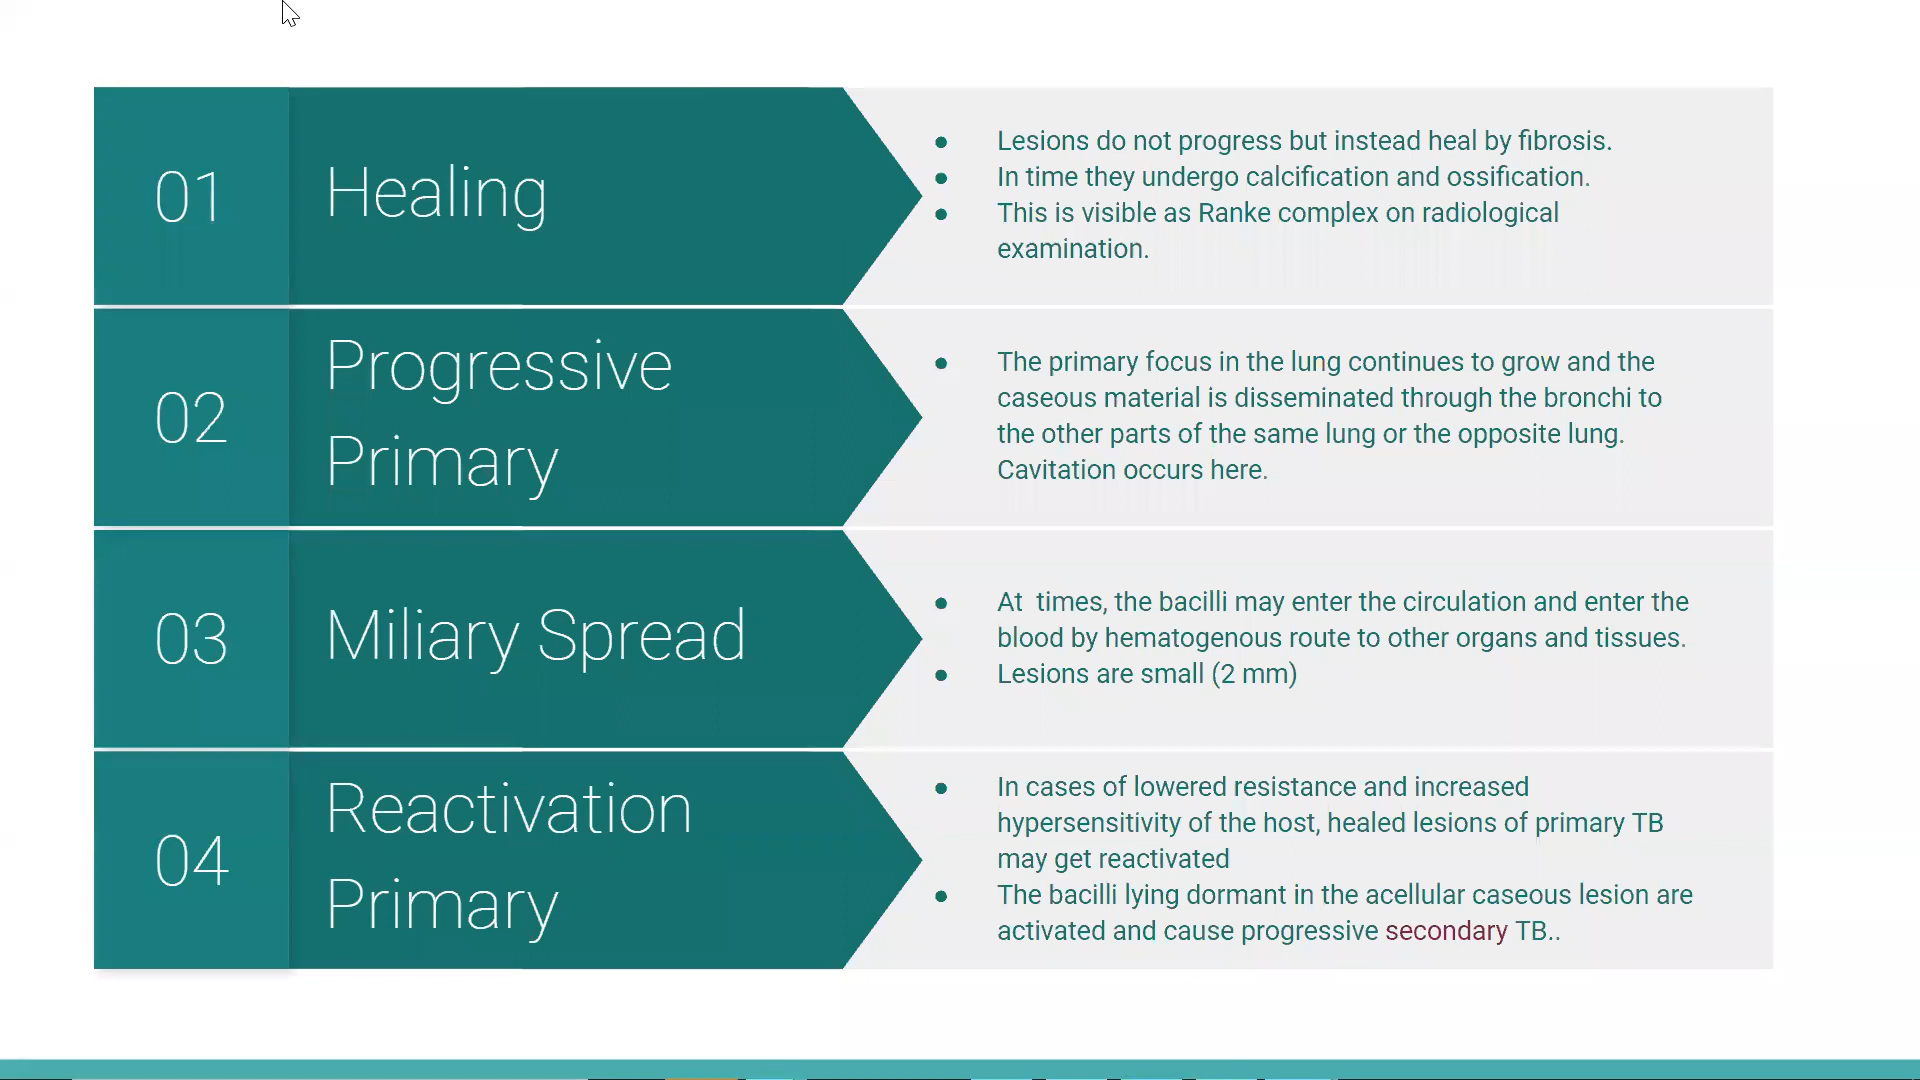 01
Healing
● Lesions do not progress but instead heal by fibrosis.
● In time they undergo calcification and ossification.
● This is visible as Ranke complex on radiological
examination.
02
Progressive
Primary
● The primary focus in the lung continues to grow and the
caseous material is disseminated through the bronchi to
the other parts of the same lung or the opposite lung.
Cavitation occurs here.
03
Miliary Spread
● At  times, the bacilli may enter the circulation and enter the
blood by hematogenous route to other organs and tissues.
● Lesions are small (2 mm)
04
Reactivation
Primary
● In cases of lowered resistance and increased
hypersensitivity of the host, healed lesions of primary TB
may get reactivated
● The bacilli lying dormant in the acellular caseous lesion are
activated and cause progressive secondary TB..